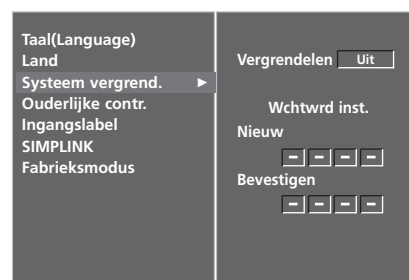 Taal(Language)
Land
Systeem vergrend. ►
Ouderlijke contr.
Ingangslabel
SIMPLINK
Fabrieksmodus
Vergrendelen Uit
Wchtwrd inst.
Nieuw
– – – –
Bevestigen
– – – –